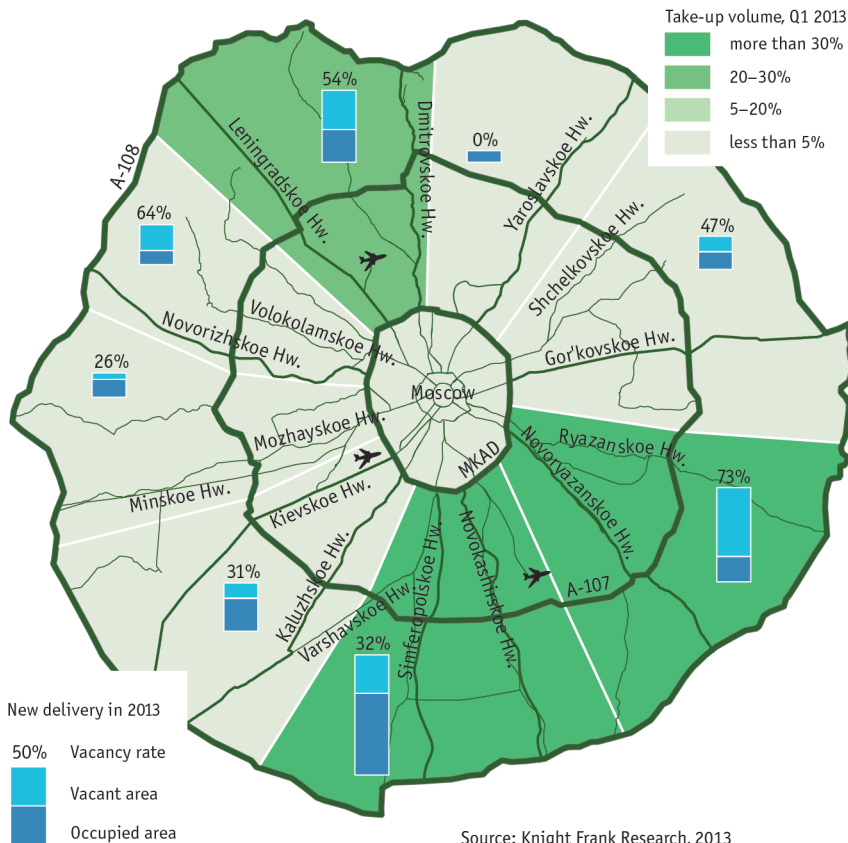 Take-up volume, Q1 2013
more than 30%
20–30%
5–20%
less than 5%
54%
0%
64%
47%
26%
73%
31%
32%
A-108
Leningradskoe Hw.
Dmitrovskoe Hw.
Yaroslavskoe Hw.
Shchelkovskoe Hw.
Volokolamskoe Hw.
Novorizhskoe Hw.
Gor'kovskoe Hw.
Moscow
Mozhayskoe Hw.
MKAD
Ryazanskoe Hw.
Novoryazanskoe Hw.
Minskoe Hw.
Kievskoe Hw.
Kaluzhskoe Hw.
Varshavskoe Hw.
Simferopolskoe Hw.
Novokashirskoe Hw.
A-107
New delivery in 2013
50% Vacancy rate
Vacant area
Occupied area
Source: Knight Frank Research, 2013